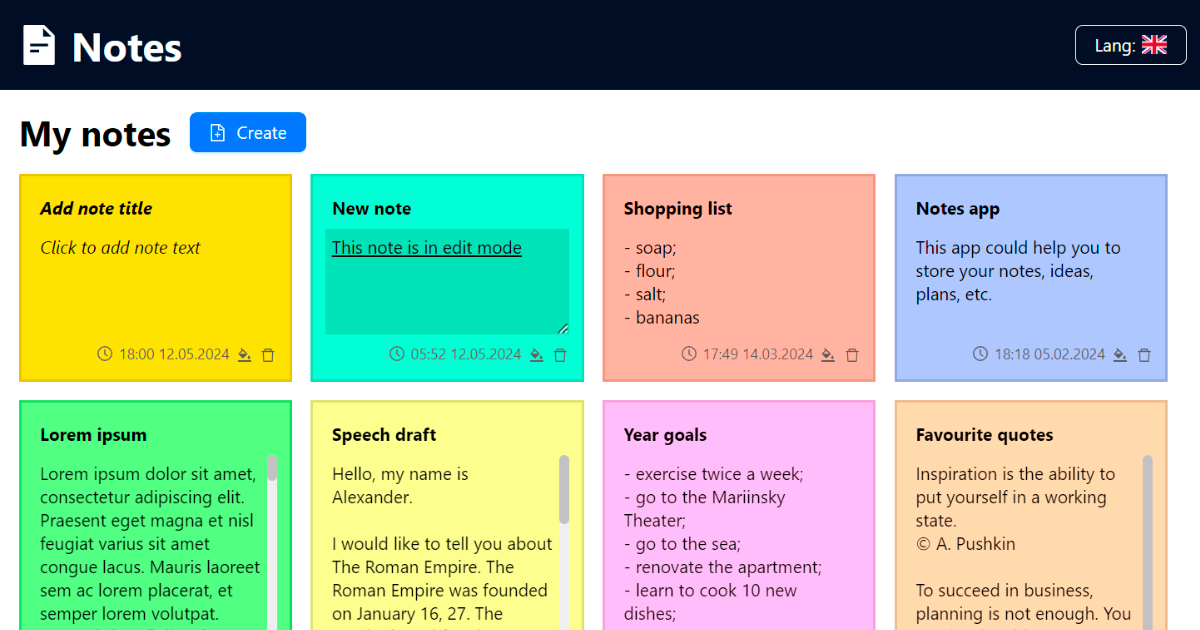 Notes
Lang:
My notes
Create
Add note title
Click to add note text
18:00 12.05.2024
New note
This note is in edit mode
05:52 12.05.2024
Shopping list
- soap;
- flour;
- salt;
- bananas
17:49 14.03.2024
Notes app
This app could help you to
store your notes, ideas,
plans, etc.
18:18 05.02.2024
Lorem ipsum
Lorem ipsum dolor sit amet,
consectetur adipiscing elit.
Praesent eget magna et nisl
feugiat varius sit amet
congue lacus. Mauris laoreet
sem ac lorem placerat, et
semper lorem volutpat.
Speech draft
Hello, my name is
Alexander.
I would like to tell you about
The Roman Empire. The
Roman Empire was founded
on January 16, 27. The
Year goals
- exercise twice a week;
- go to the Mariinsky
Theater;
- go to the sea;
- renovate the apartment;
- learn to cook 10 new
dishes;
Favourite quotes
Inspiration is the ability to
put yourself in a working
state.
© A. Pushkin
To succeed in business,
planning is not enough. You